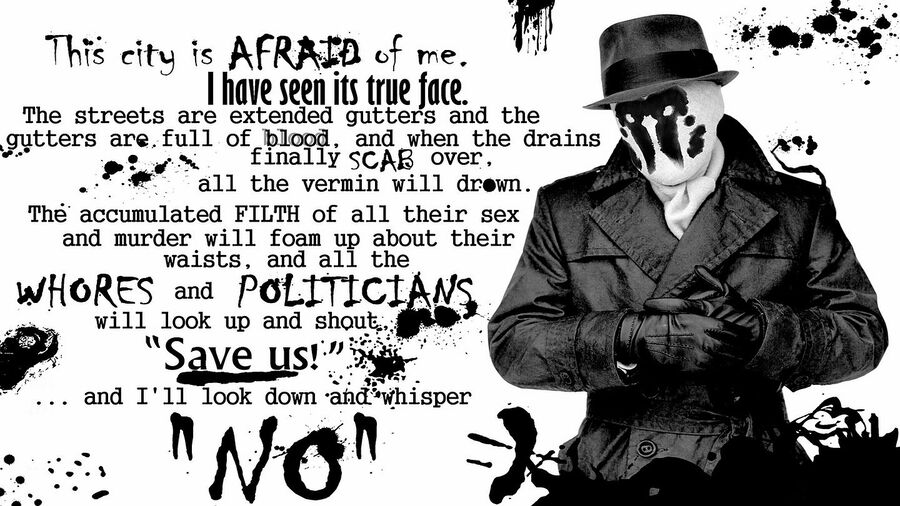 This city is AFRAID of me.
I have seen its true face.
The streets are extended gutters and the
gutters are full of blood, and when the drains
finally SCAB over,
all the vermin will drown.
The accumulated FILTH of all their sex
and murder will foam up about their
waists, and all the
WHORES and POLITICIANS
will look up and shout
“Save us!”
... and I'll look down and whisper
"NO"